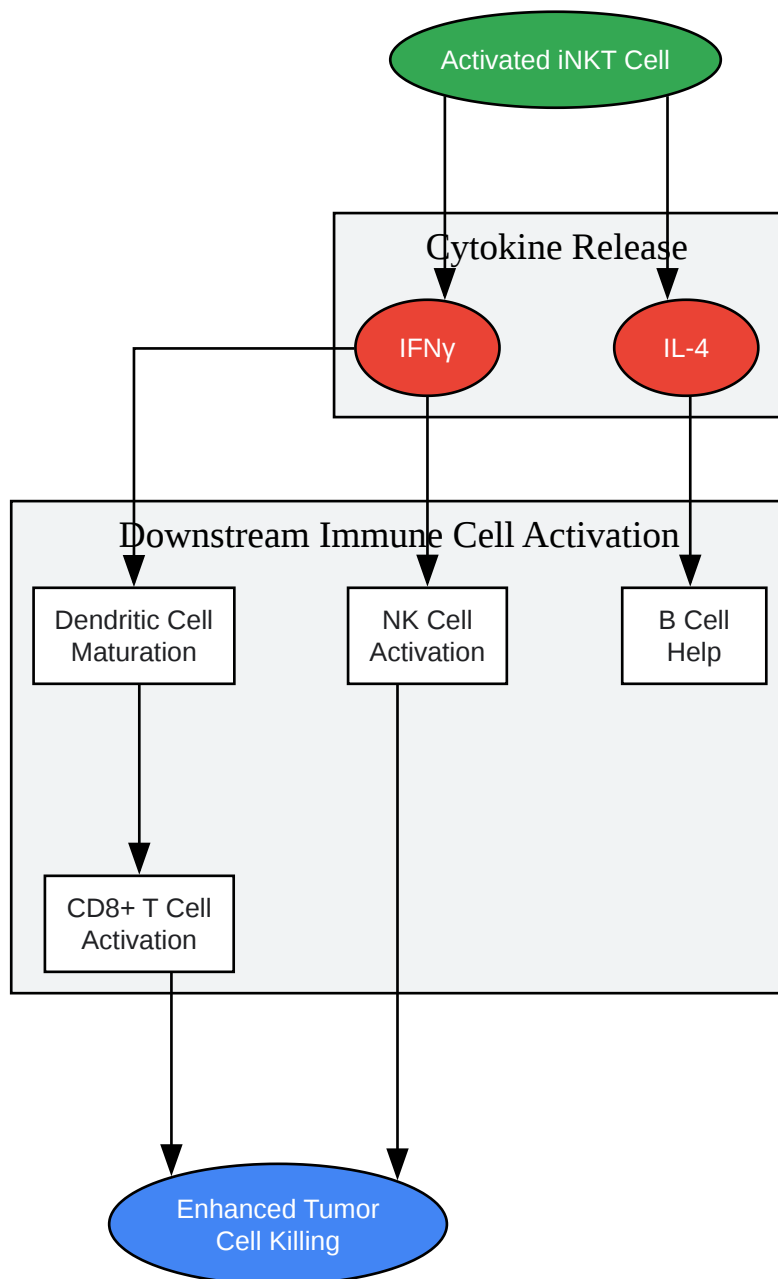 Activated iNKT Cell
Cytokine Release
IFNγ
IL-4
Downstream Immune Cell Activation
Dendritic Cell
Maturation
NK Cell
Activation
B Cell
Help
CD8+ T Cell
Activation
Enhanced Tumor
Cell Killing